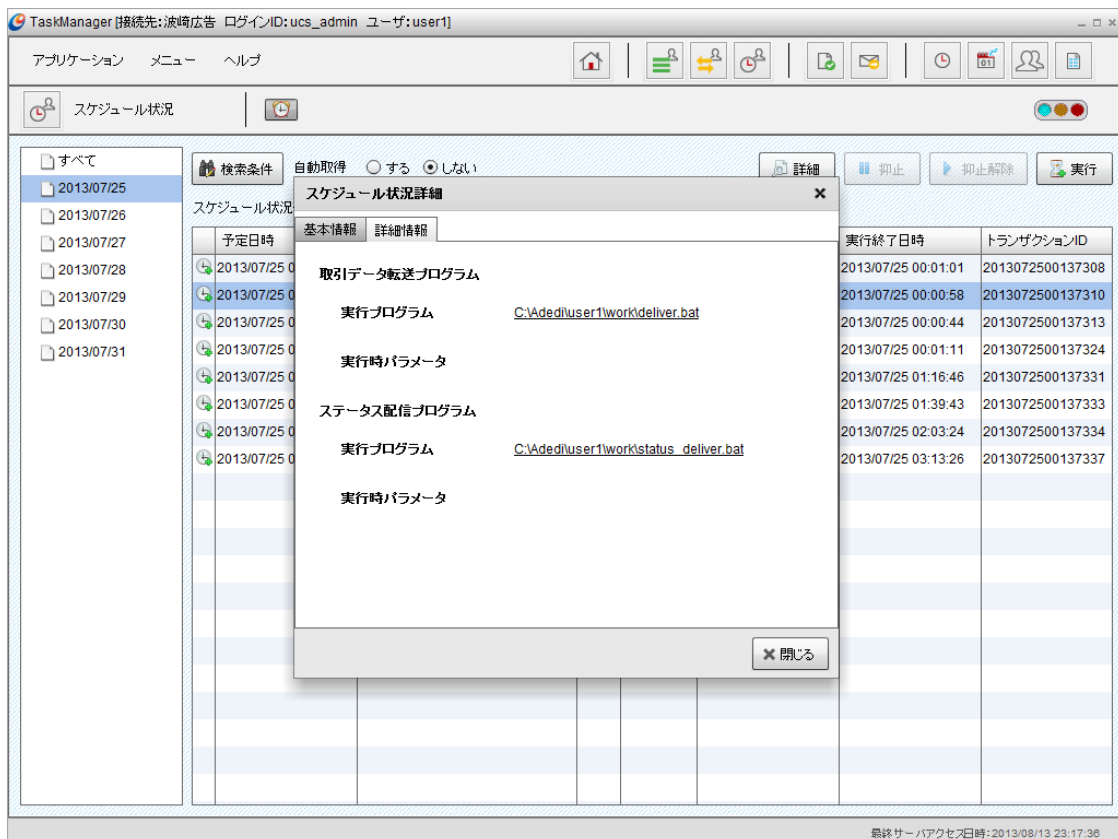 TaskManager [接続先:波崎広告 ログインID:ucs_admin ユーザ:user1]
アプリケーション メニュー ヘルプ
01
スケジュール状況
すべて
2013/07/25
2013/07/26
2013/07/27
2013/07/28
2013/07/29
2013/07/30
2013/07/31
検索条件 自動取得 する しない 詳細 抑止 抑止解除 実行
スケジュール状況
予定日時 実行終了日時 トランザクションID
2013/07/25 0 2013/07/25 00:01:01 2013072500137308
2013/07/25 0 2013/07/25 00:00:58 2013072500137310
2013/07/25 0 2013/07/25 00:00:44 2013072500137313
2013/07/25 0 2013/07/25 00:01:11 2013072500137324
2013/07/25 0 2013/07/25 01:16:46 2013072500137331
2013/07/25 0 2013/07/25 01:39:43 2013072500137333
2013/07/25 0 2013/07/25 02:03:24 2013072500137334
2013/07/25 0 2013/07/25 03:13:26 2013072500137337
スケジュール状況詳細
基本情報 詳細情報
取引データ転送プログラム
実行プログラム C:\Adedi\user1\work\deliver.bat
実行時パラメータ
ステータス配信プログラム
実行プログラム C:\Adedi\user1\work\status_deliver.bat
実行時パラメータ
閉じる
最終サーバアクセス日時:2013/08/13 23:17:36